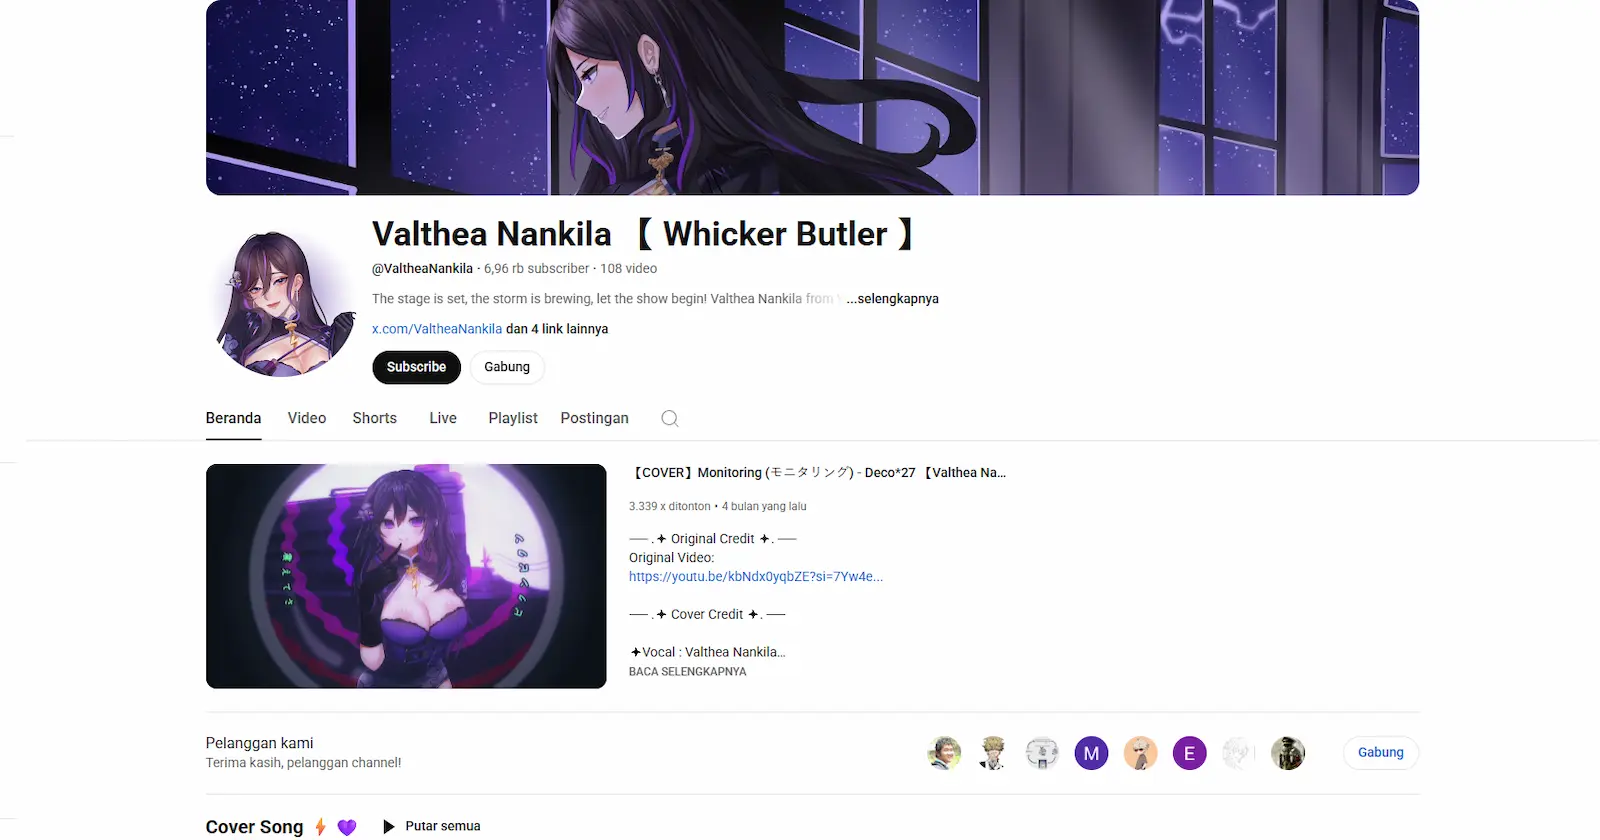 Valthea Nankila 【 Whicker Butler 】
@ValtheaNankila · 6,96 rb subscriber · 108 video
The stage is set, the storm is brewing, let the show begin! Valthea Nankila from ...selengkapnya
x.com/ValtheaNankila dan 4 link lainnya
Subscribe Gabung
Beranda Video Shorts Live Playlist Postingan
【COVER】Monitoring (モニタリング) - Deco*27 【Valthea Na...
3.339 x ditonton • 4 bulan yang lalu
── .✦ Original Credit ✦. ──
Original Video:
https://youtu.be/kbNdx0yqbZE?si=7Yw4e...
── .✦ Cover Credit ✦. ──
✦Vocal : Valthea Nankila...
BACA SELENGKAPNYA
Pelanggan kami
Terima kasih, pelanggan channel!
M
E
Gabung
Cover Song ⚡💜 ▶ Putar semua